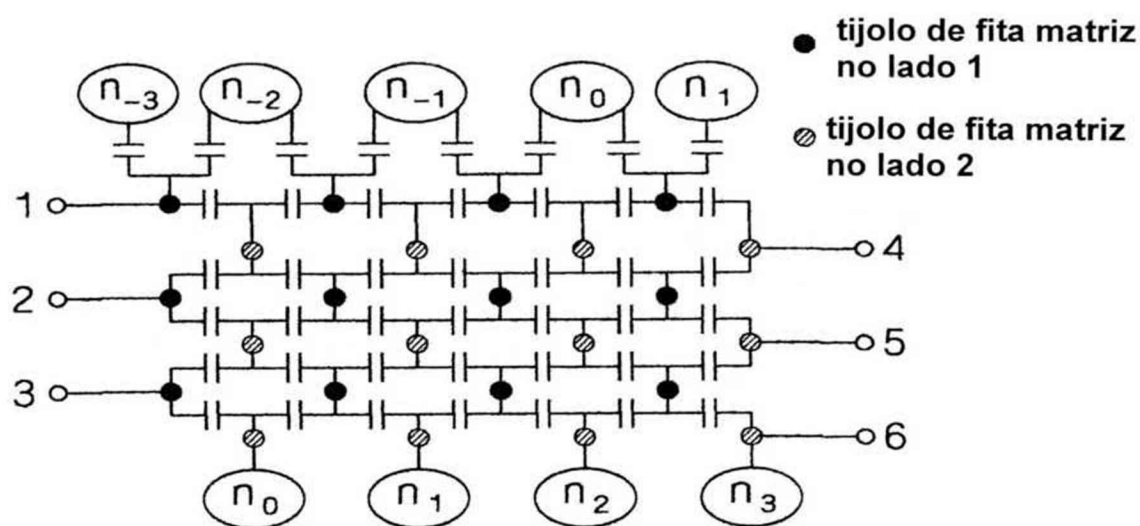 tijolo de fita matriz
no lado 1
n₋₃ n₋₂ n₋₁ n₀ n₁
tijolo de fita matriz
no lado 2
1
4
2
5
3
6
n₀ n₁ n₂ n₃